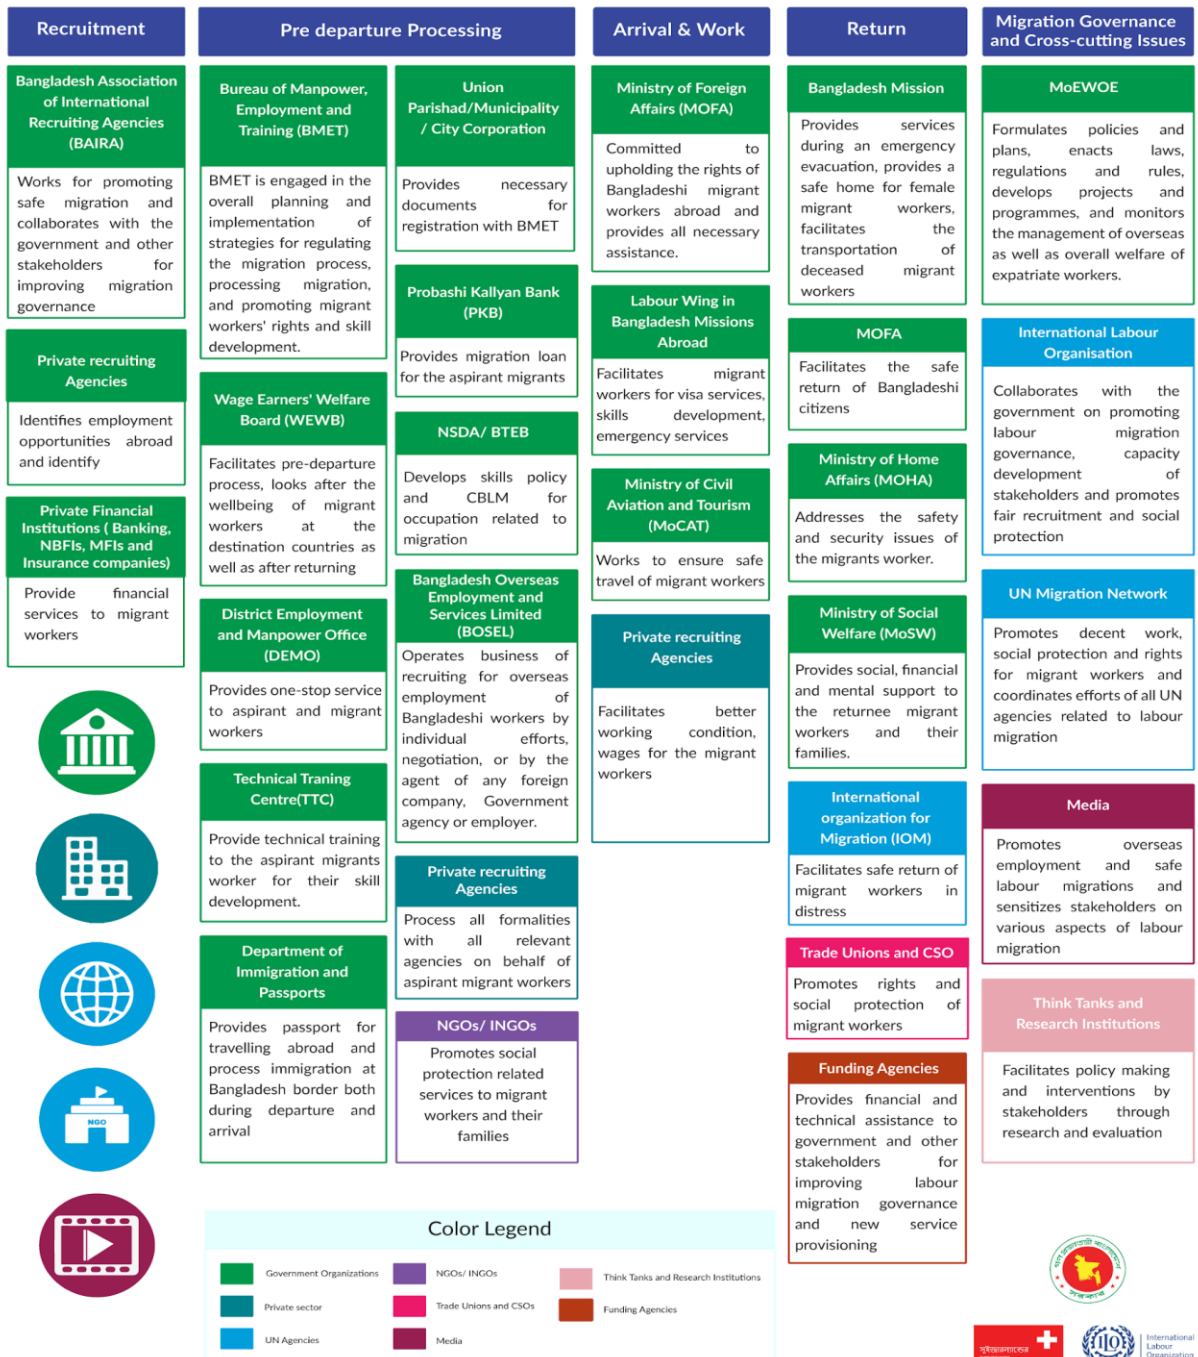 Recruitment
Bangladesh Association
of International
Recruiting Agencies
(BAIRA)
Works for promoting
safe migration and
collaborates with the
government and other
stakeholders for
improving migration
governance
Private recruiting
Agencies
Identifies employment
opportunities abroad
and identify
Private Financial
Institutions ( Banking,
NBFIs, MFIs and
Insurance companies)
Provide financial
services to migrant
workers
NGO
Pre departure Processing
Bureau of Manpower,
Employment and
Training (BMET)
BMET is engaged in the
overall planning and
implementation of
strategies for regulating
the migration process,
processing migration,
and promoting migrant
workers' rights and skill
development.
Wage Earners' Welfare
Board (WEWB)
Facilitates pre-departure
process, looks after the
wellbeing of migrant
workers at the
destination countries as
well as after returning
District Employment
and Manpower Office
(DEMO)
Provides one-stop service
to aspirant and migrant
workers
Technical Traning
Centre(TTC)
Provide technical training
to the aspirant migrants
worker for their skill
development.
Department of
Immigration and
Passports
Provides passport for
travelling abroad and
process immigration at
Bangladesh border both
during departure and
arrival
Union
Parishad/Municipality
/ City Corporation
Provides necessary
documents for
registration with BMET
Probashi Kallyan Bank
(PKB)
Provides migration loan
for the aspirant migrants
NSDA/ BTEB
Develops skills policy
and CBLM for
occupation related to
migration
Bangladesh Overseas
Employment and
Services Limited
(BOSEL)
Operates business of
recruiting for overseas
employment of
Bangladeshi workers by
individual efforts,
negotiation, or by the
agent of any foreign
company, Government
agency or employer.
Private recruiting
Agencies
Process all formalities
with all relevant
agencies on behalf of
aspirant migrant workers
NGOs/ INGOs
Promotes social
protection related
services to migrant
workers and their
families
Arrival & Work
Ministry of Foreign
Affairs (MOFA)
Committed to
upholding the rights of
Bangladeshi migrant
workers abroad and
provides all necessary
assistance.
Labour Wing in
Bangladesh Missions
Abroad
Facilitates migrant
workers for visa services,
skills development,
emergency services
Ministry of Civil
Aviation and Tourism
(MoCAT)
Works to ensure safe
travel of migrant workers
Private recruiting
Agencies
Facilitates better
working condition,
wages for the migrant
workers
Return
Bangladesh Mission
Provides services
during an emergency
evacuation, provides a
safe home for female
migrant workers,
facilitates the
transportation of
deceased migrant
workers
MOFA
Facilitates the safe
return of Bangladeshi
citizens
Ministry of Home
Affairs (MOHA)
Addresses the safety
and security issues of
the migrants worker.
Ministry of Social
Welfare (MoSW)
Provides social, financial
and mental support to
the returnee migrant
workers and their
families.
International
organization for
Migration (IOM)
Facilitates safe return of
migrant workers in
distress
Trade Unions and CSO
Promotes rights and
social protection of
migrant workers
Funding Agencies
Provides financial and
technical assistance to
government and other
stakeholders for
improving labour
migration governance
and new service
provisioning
Migration Governance
and Cross-cutting Issues
MoEWOE
Formulates policies and
plans, enacts laws,
regulations and rules,
develops projects and
programmes, and monitors
the management of overseas
as well as overall welfare of
expatriate workers.
International Labour
Organisation
Collaborates with the
government on promoting
labour migration
governance, capacity
development of
stakeholders and promotes
fair recruitment and social
protection
UN Migration Network
Promotes decent work,
social protection and rights
for migrant workers and
coordinates efforts of all UN
agencies related to labour
migration
Media
Promotes overseas
employment and safe
labour migrations and
sensitizes stakeholders on
various aspects of labour
migration
Think Tanks and
Research Institutions
Facilitates policy making
and interventions by
stakeholders through
research and evaluation
Color Legend
Government Organizations
Private sector
UN Agencies
NGOs/ INGOs
Trade Unions and CSOs
Media
Think Tanks and Research Institutions
Funding Agencies
সুইজারল্যান্ডের
International
Labour
Organization